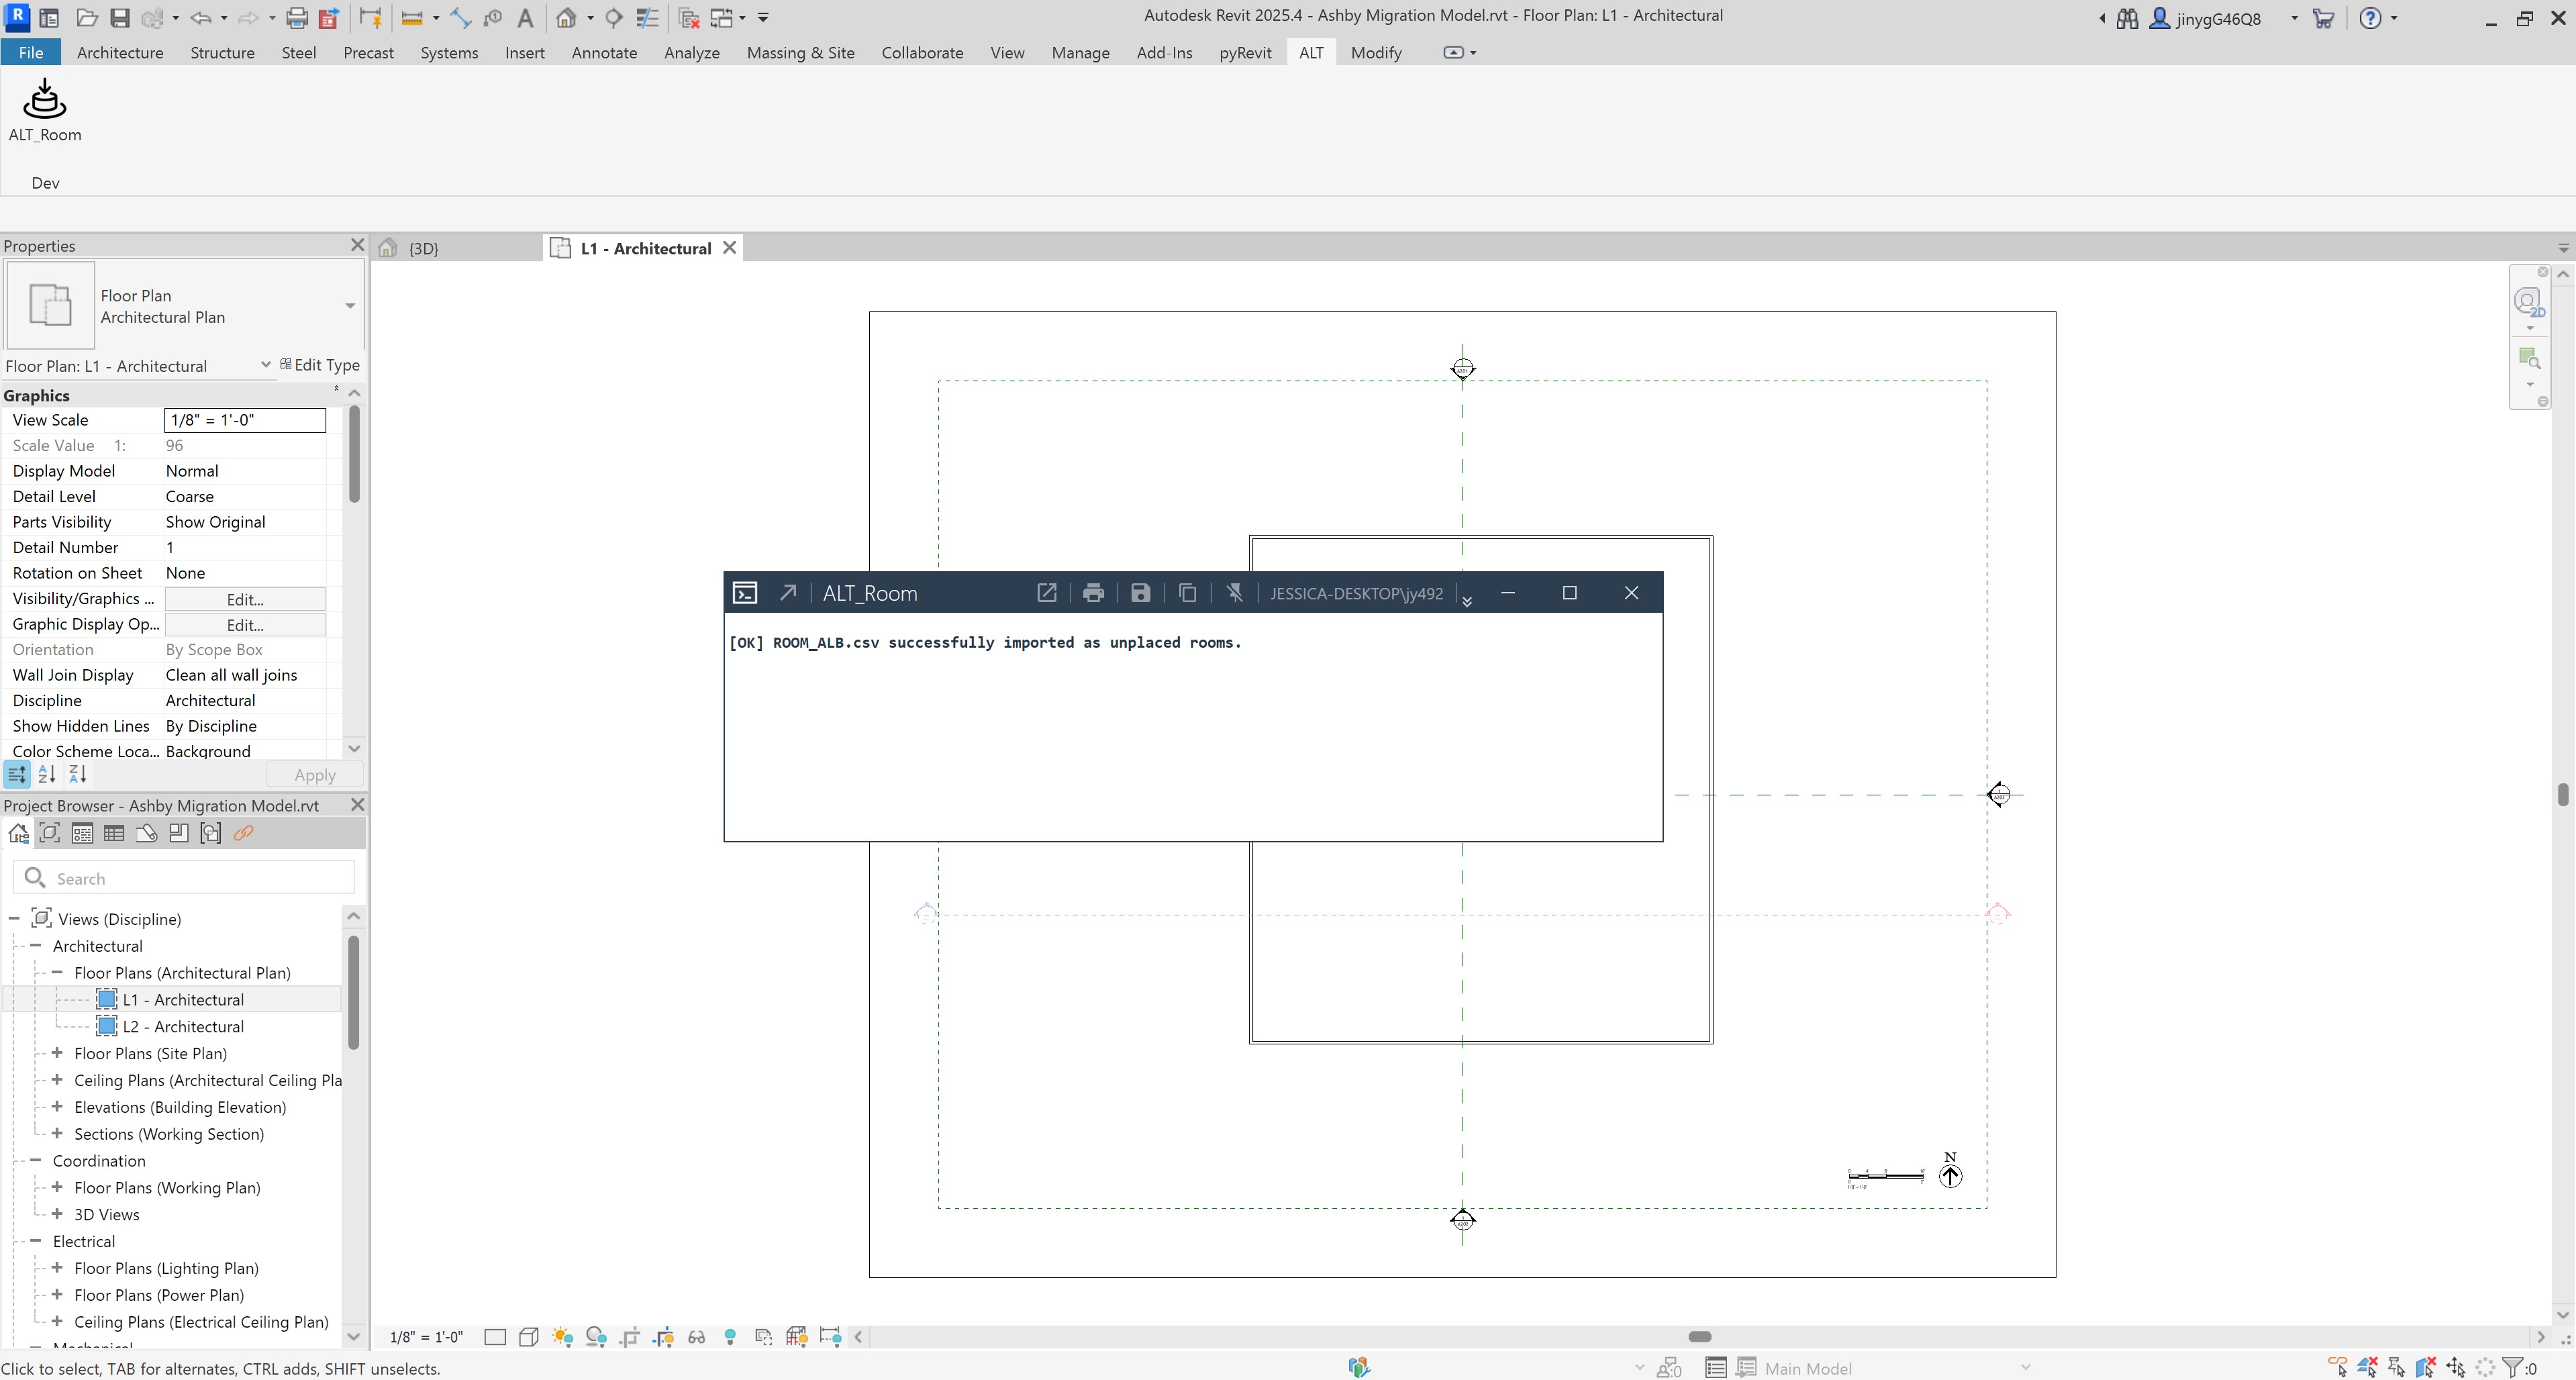 Autodesk Revit 2025.4 - Ashby Migration Model.rvt - Floor Plan: L1 - Architectural
jinygG46Q8
File Architecture Structure Steel Precast Systems Insert Annotate Analyze Massing & Site Collaborate View Manage Add-Ins pyRevit ALT Modify
ALT_Room
Dev
Properties
{3D}
L1 - Architectural
Floor Plan
Architectural Plan
2D
Floor Plan: L1 - Architectural
Edit Type
Graphics
View Scale 1/8" = 1'-0"
Scale Value 1: 96
Display Model Normal
Detail Level Coarse
Parts Visibility Show Original
Detail Number 1
Rotation on Sheet None
Visibility/Graphics ... Edit...
Graphic Display Op... Edit...
Orientation By Scope Box
Wall Join Display Clean all wall joins
Discipline Architectural
Show Hidden Lines By Discipline
Color Scheme Loca... Background
Apply
ALT_Room
JESSICA-DESKTOP\jy492
[OK] ROOM_ALB.csv successfully imported as unplaced rooms.
Project Browser - Ashby Migration Model.rvt
Search
Views (Discipline)
Architectural
Floor Plans (Architectural Plan)
L1 - Architectural
L2 - Architectural
Floor Plans (Site Plan)
Ceiling Plans (Architectural Ceiling Pla
Elevations (Building Elevation)
Sections (Working Section)
Coordination
Floor Plans (Working Plan)
3D Views
Electrical
Floor Plans (Lighting Plan)
Floor Plans (Power Plan)
Ceiling Plans (Electrical Ceiling Plan)
Mechanical
N
1/8" = 1'-0"
Click to select, TAB for alternates, CTRL adds, SHIFT unselects.
:0
Main Model
:0